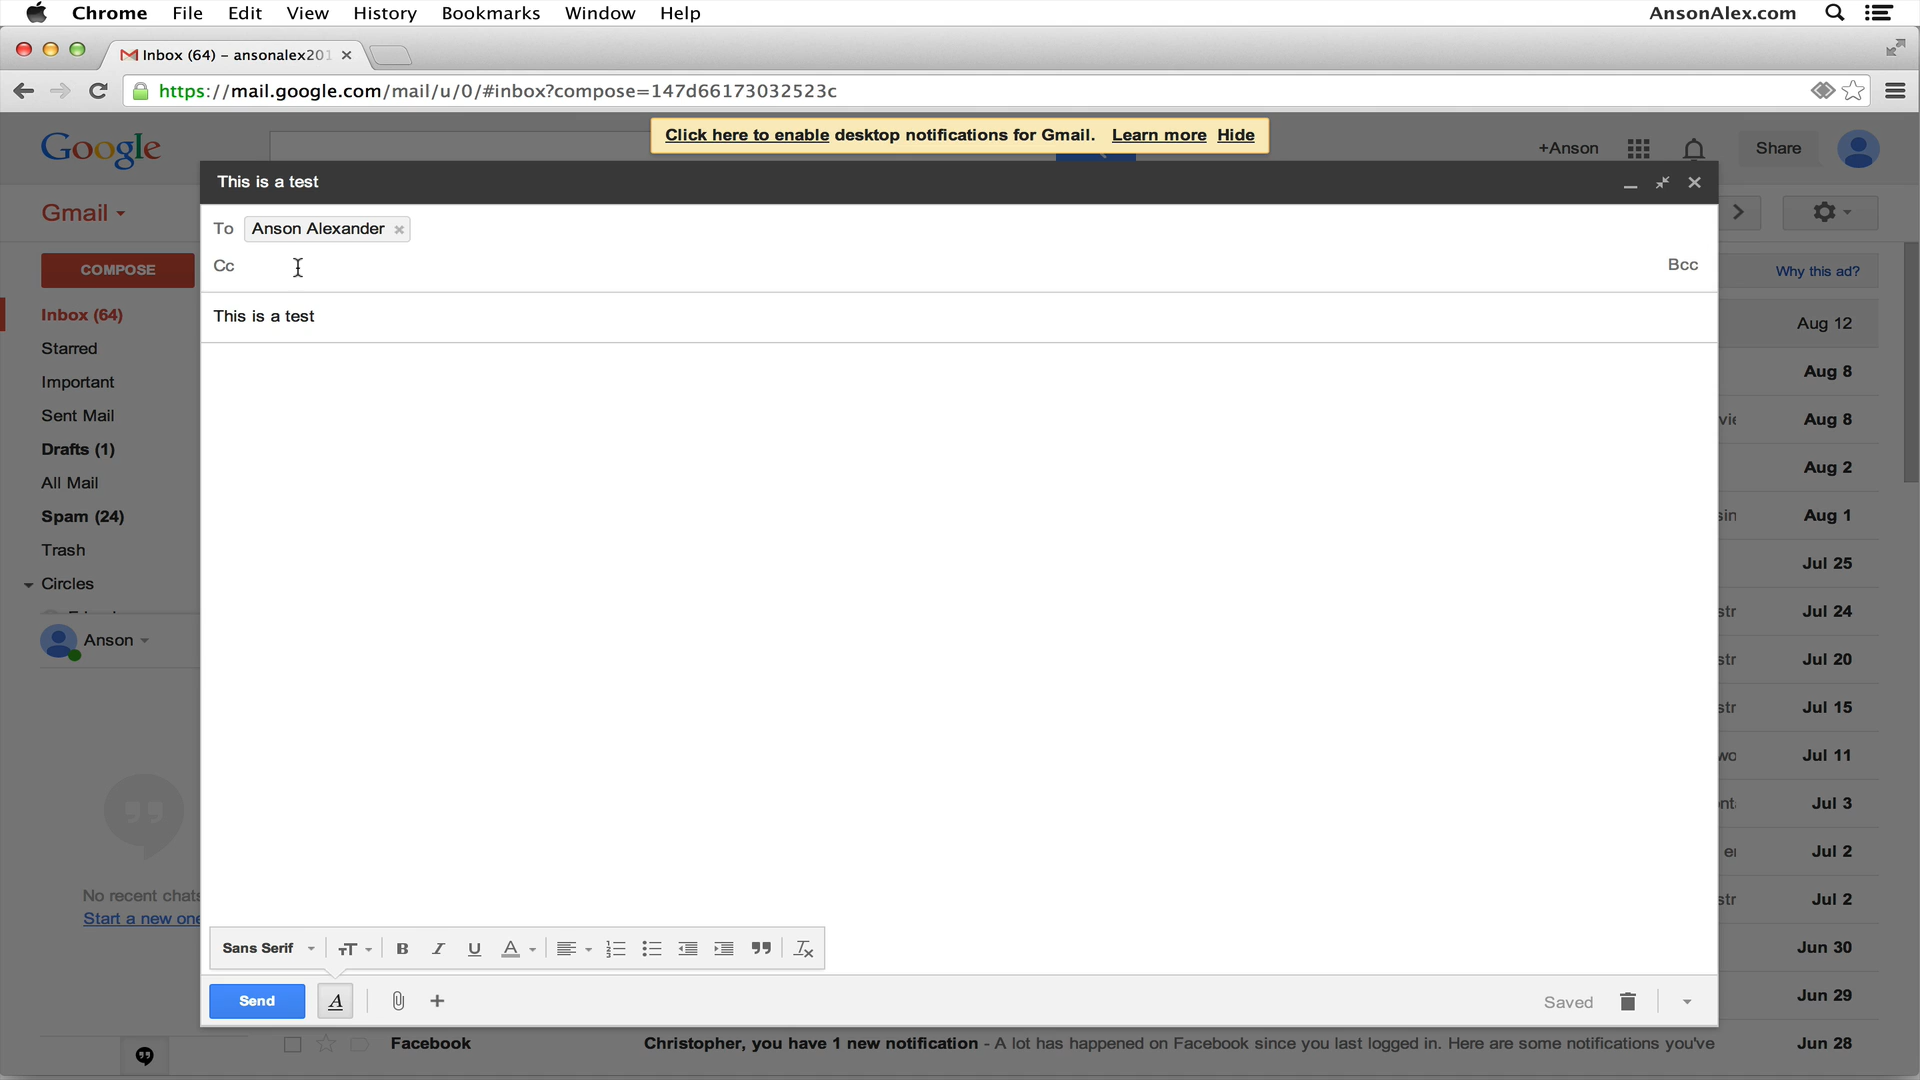 Chrome File Edit View History Bookmarks Window Help AnsonAlex.com
Inbox (64) – ansonalex201
https://mail.google.com/mail/u/0/#inbox?compose=147d66173032523c
Click here to enable desktop notifications for Gmail. Learn more Hide
Google +Anson Share
This is a test
Gmail
To Anson Alexander
Cc Bcc
COMPOSE Why this ad?
Inbox (64) This is a test Aug 12
Starred
Important Aug 8
Sent Mail Aug 8
Drafts (1) Aug 2
All Mail
Spam (24) Aug 1
Trash Jul 25
Circles
Jul 24
Anson Jul 20
Jul 15
Jul 11
Jul 3
Jul 2
No recent chats Jul 2
Start a new one
Sans Serif Jun 30
Send Saved Jun 29
Facebook Christopher, you have 1 new notification - A lot has happened on Facebook since you last logged in. Here are some notifications you've Jun 28